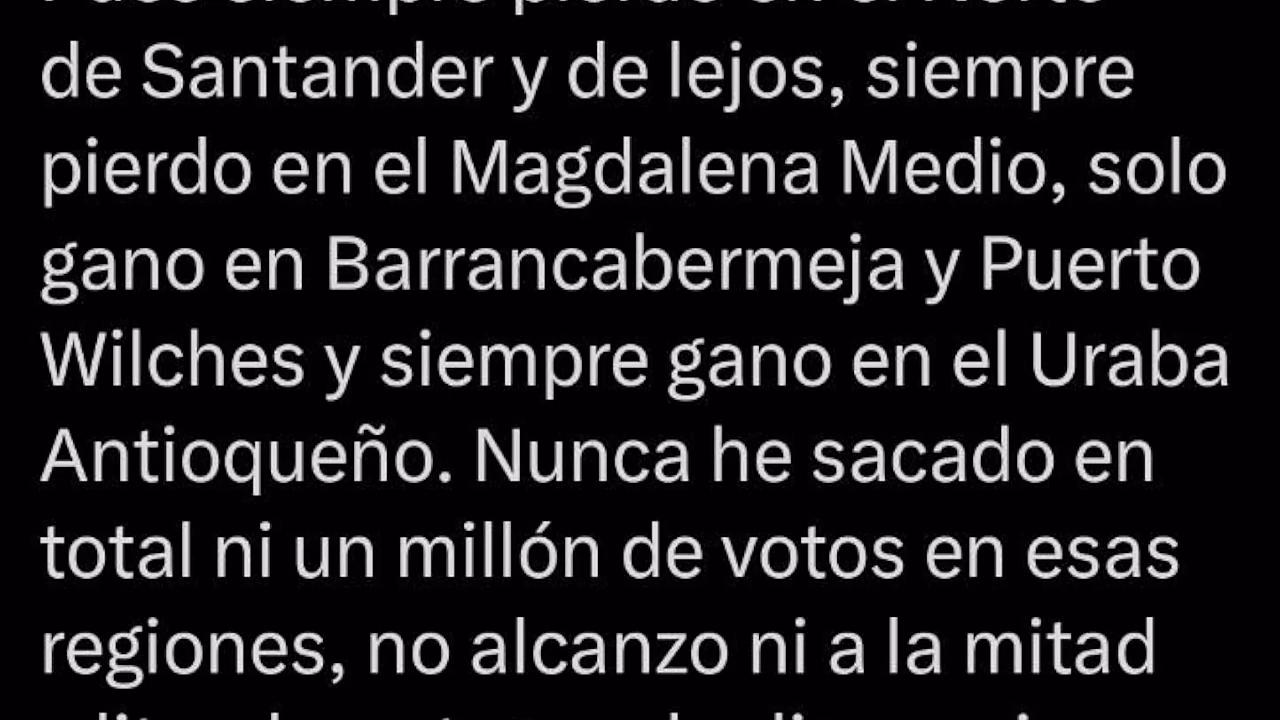 de Santander y de lejos, siempre
pierdo en el Magdalena Medio, solo
gano en Barrancabermeja y Puerto
Wilches y siempre gano en el Uraba
Antioqueño. Nunca he sacado en
total ni un millón de votos en esas
regiones, no alcanzo ni a la mitad